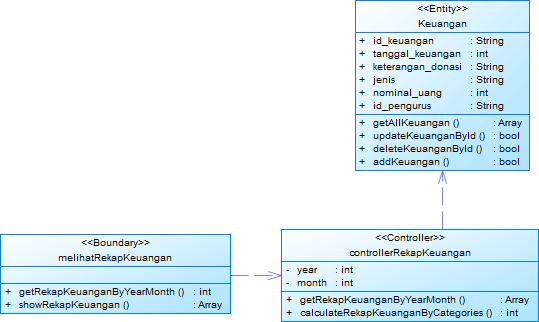 <<Entity>>
Keuangan
+ id_keuangan : String
+ tanggal_keuangan : int
+ keterangan_donasi : String
+ jenis : String
+ nominal_uang : int
+ id_pengurus : String
+ getAllKeuangan () : Array
+ updateKeuanganById () : bool
+ deleteKeuanganById () : bool
+ addKeuangan () : bool
<<Boundary>>
melihatRekapKeuangan
+ getRekapKeuanganByYearMonth () : int
+ showRekapKeuangan () : Array
<<Controller>>
controllerRekapKeuangan
- year : int
- month : int
+ getRekapKeuanganByYearMonth () : Array
+ calculateRekapKeuanganByCategories () : int